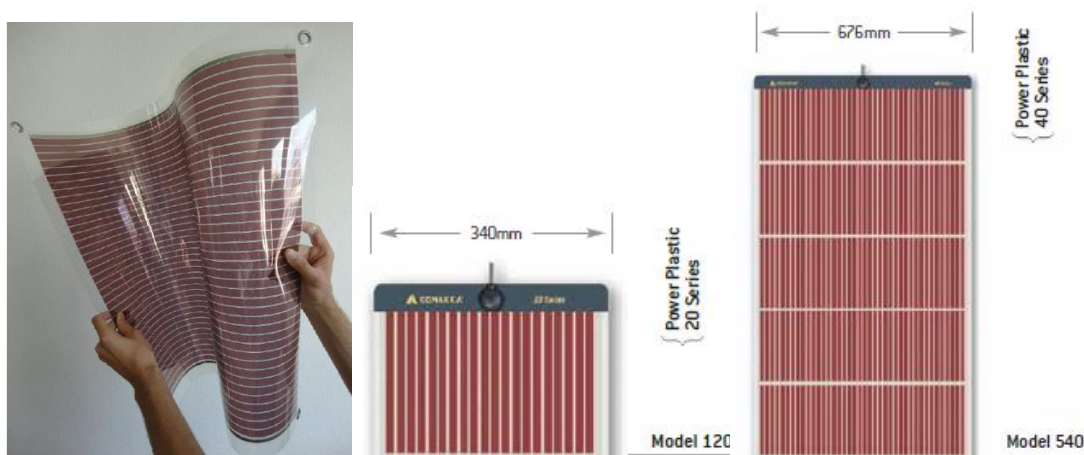 340mm
KONARKA
20 Series
Power Plastic
20 Series
Model 120
676mm
Power Plastic
40 Series
Model 540